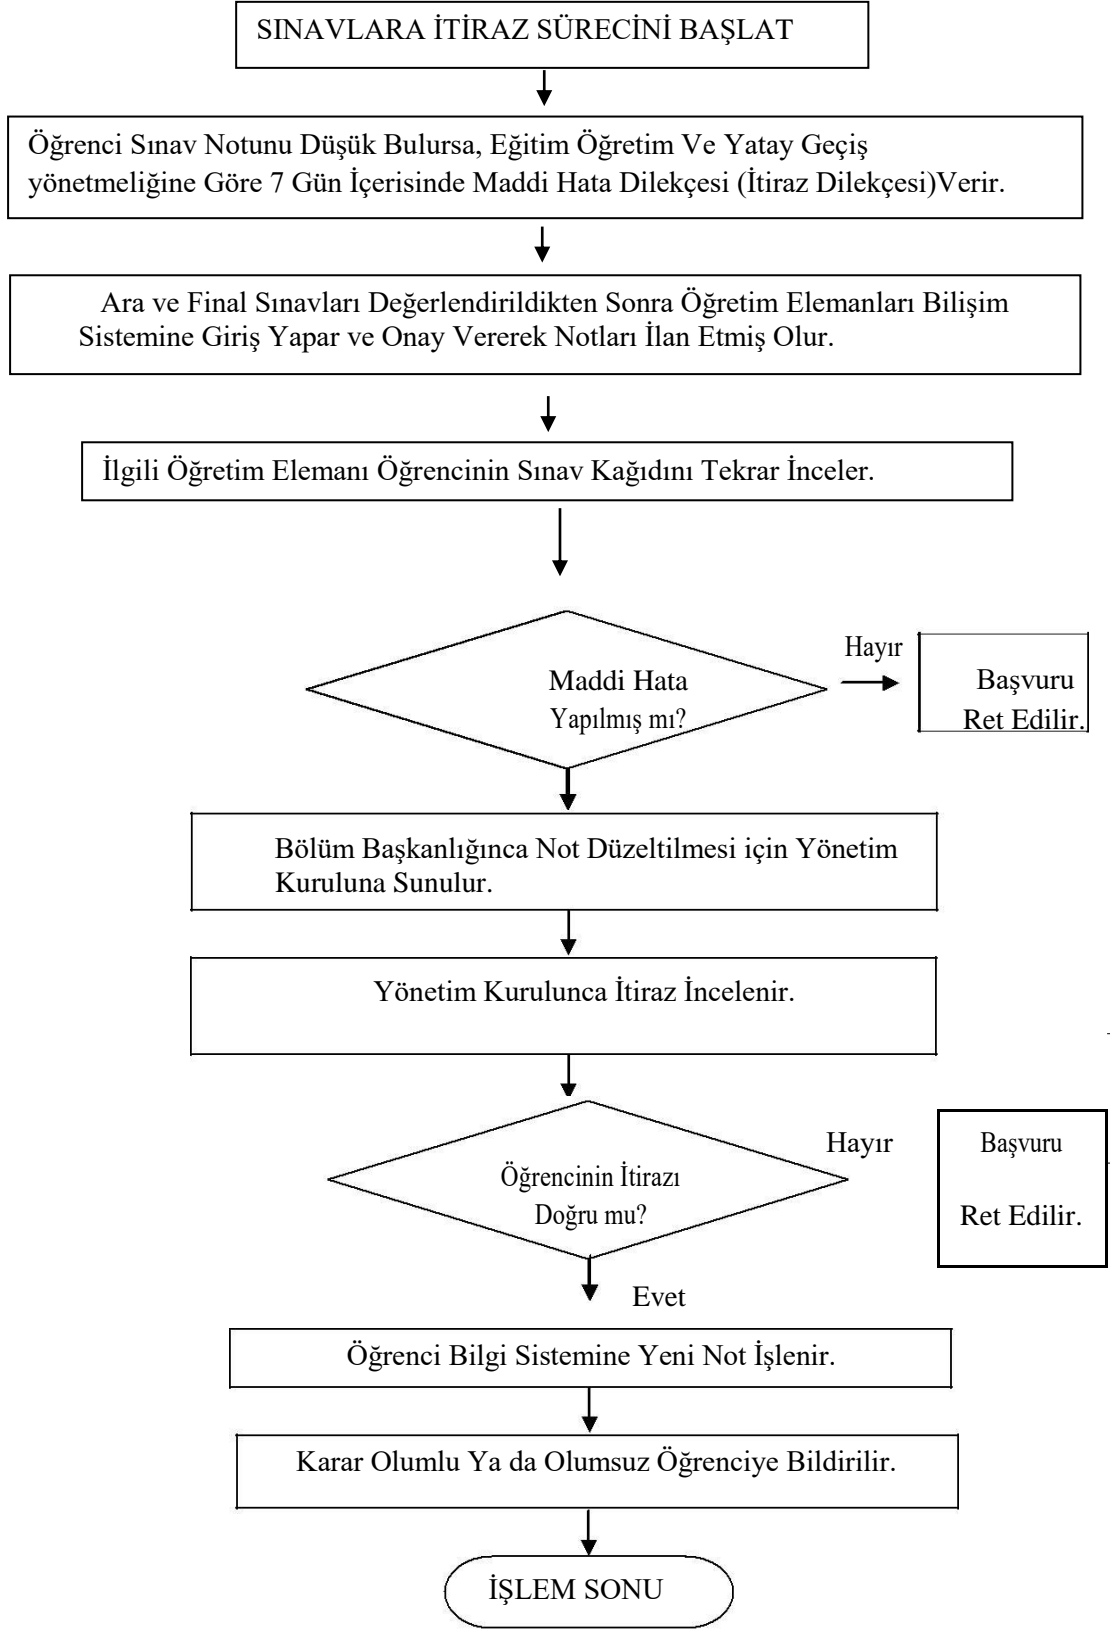 SINAVLARA İTİRAZ SÜRECİNİ BAŞLAT
Öğrenci Sınav Notunu Düşük Bulursa, Eğitim Öğretim Ve Yatay Geçiş
yönetmeliğine Göre 7 Gün İçerisinde Maddi Hata Dilekçesi (İtiraz Dilekçesi)Verir.
Ara ve Final Sınavları Değerlendirildikten Sonra Öğretim Elemanları Bilişim
Sistemine Giriş Yapar ve Onay Vererek Notları İlan Etmiş Olur.
İlgili Öğretim Elemanı Öğrencinin Sınav Kağıdını Tekrar İnceler.
Maddi Hata
Yapılmış mı?
Hayır
Başvuru
Ret Edilir.
Bölüm Başkanlığınca Not Düzeltilmesi için Yönetim
Kuruluna Sunulur.
Yönetim Kurulunca İtiraz İncelenir.
Öğrencinin İtirazı
Doğru mu?
Hayır
Başvuru
Ret Edilir.
Evet
Öğrenci Bilgi Sistemine Yeni Not İşlenir.
Karar Olumlu Ya da Olumsuz Öğrenciye Bildirilir.
İŞLEM SONU